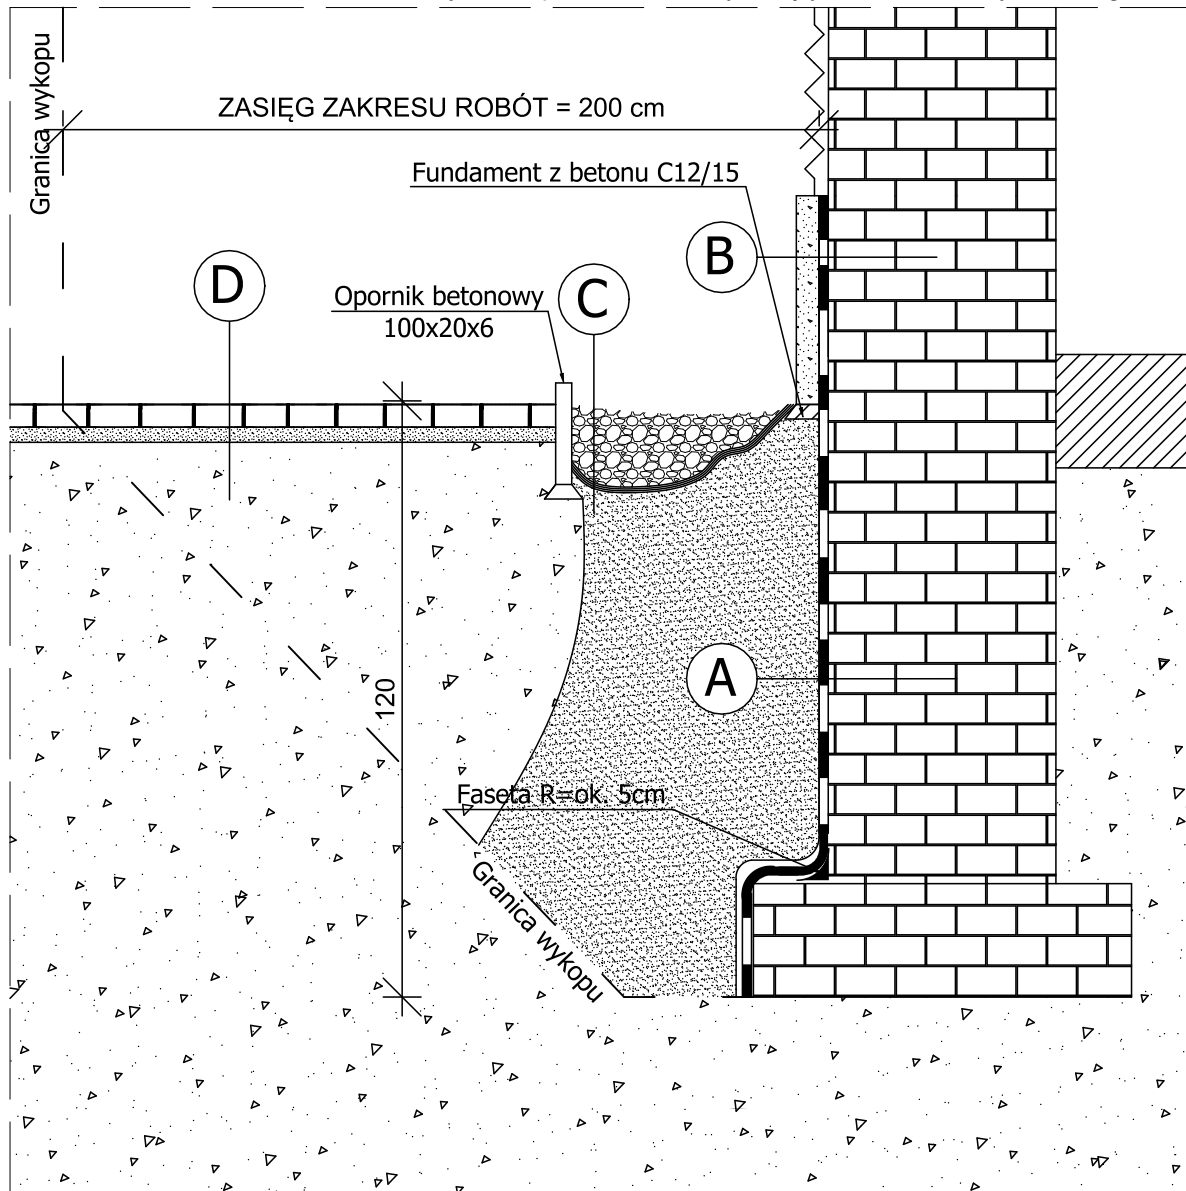 Granica wykopu
ZASIĘG ZAKRESU ROBÓT = 200 cm
Fundament z betonu C12/15
B
D
Opornik betonowy
100x20x6
C
120
A
Faseta R=ok. 5cm
Granica wykopu